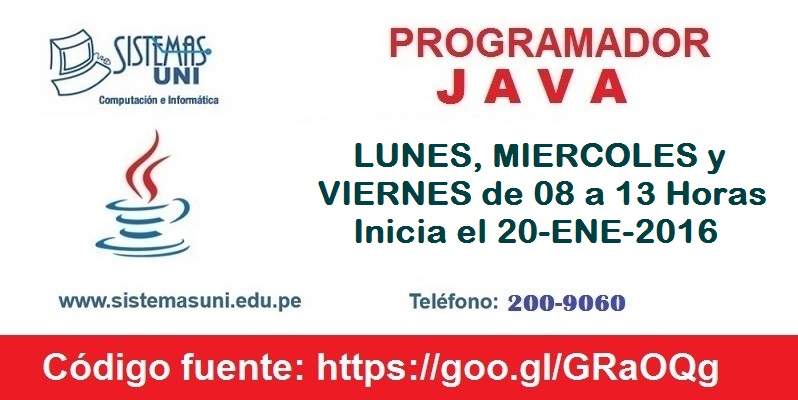 SISTEMAS
UNI
Computación e Informática
PROGRAMADOR
JAVA
LUNES, MIERCOLES y
VIERNES de 08 a 13 Horas
Inicia el 20-ENE-2016
www.sistemasuni.edu.pe
Teléfono: 200-9060
Código fuente: https://goo.gl/GRaOQg